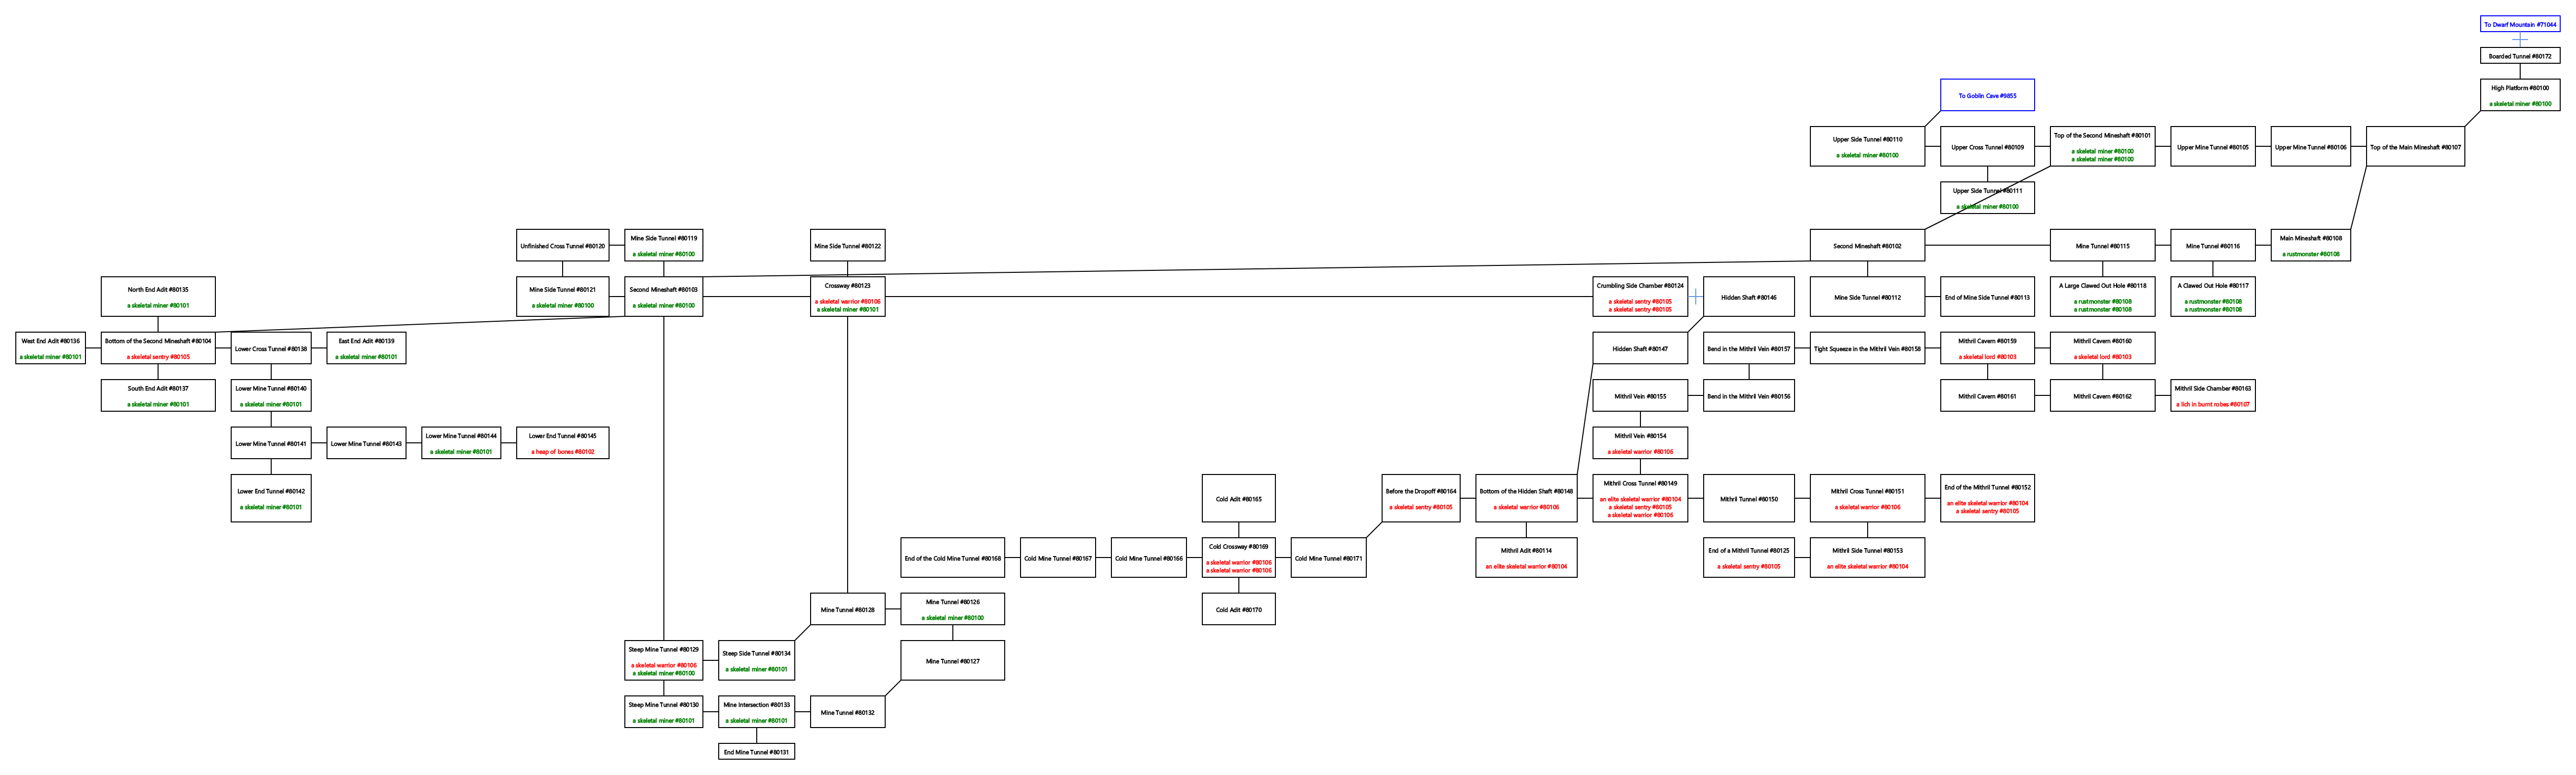 To Dwarf Mountain #71044
Boarded Tunnel #80172
High Platform #80100
a skeletal miner #80100
To Goblin Cave #9855
Upper Side Tunnel #80110
a skeletal miner #80100
Upper Cross Tunnel #80109
Top of the Second Mineshaft #80101
a skeletal miner #80100
a skeletal miner #80100
Upper Mine Tunnel #80105
Upper Mine Tunnel #80106
Top of the Main Mineshaft #80107
Upper Side Tunnel #80111
a skeletal miner #80100
Unfinished Cross Tunnel #80120
Mine Side Tunnel #80119
a skeletal miner #80100
Mine Side Tunnel #80122
Second Mineshaft #80102
Mine Tunnel #80115
Mine Tunnel #80116
Main Mineshaft #80108
a rustmonster #80108
North End Adit #80135
a skeletal miner #80101
Mine Side Tunnel #80121
a skeletal miner #80100
Second Mineshaft #80103
a skeletal miner #80100
Crossway #80123
a skeletal warrior #80106
a skeletal miner #80101
Crumbling Side Chamber #80124
a skeletal sentry #80105
a skeletal sentry #80105
Hidden Shaft #80146
Mine Side Tunnel #80112
End of Mine Side Tunnel #80113
A Large Clawed Out Hole #80118
a rustmonster #80108
a rustmonster #80108
A Clawed Out Hole #80117
a rustmonster #80108
a rustmonster #80108
West End Adit #80136
a skeletal miner #80101
Bottom of the Second Mineshaft #80104
a skeletal sentry #80105
Lower Cross Tunnel #80138
East End Adit #80139
a skeletal miner #80101
Hidden Shaft #80147
Bend in the Mithril Vein #80157
Tight Squeeze in the Mithril Vein #80158
Mithril Cavern #80159
a skeletal lord #80103
Mithril Cavern #80160
a skeletal lord #80103
South End Adit #80137
a skeletal miner #80101
Lower Mine Tunnel #80140
a skeletal miner #80101
Mithril Vein #80155
Bend in the Mithril Vein #80156
Mithril Cavern #80161
Mithril Cavern #80162
Mithril Side Chamber #80163
a lich in burnt robes #80107
Lower Mine Tunnel #80141
Lower Mine Tunnel #80143
Lower Mine Tunnel #80144
a skeletal miner #80101
Lower End Tunnel #80145
a heap of bones #80102
Mithril Vein #80154
a skeletal warrior #80106
Lower End Tunnel #80142
a skeletal miner #80101
Cold Adit #80165
Before the Dropoff #80164
a skeletal sentry #80105
Bottom of the Hidden Shaft #80148
a skeletal warrior #80106
Mithril Cross Tunnel #80149
an elite skeletal warrior #80104
a skeletal sentry #80105
a skeletal warrior #80106
Mithril Tunnel #80150
Mithril Cross Tunnel #80151
a skeletal warrior #80106
End of the Mithril Tunnel #80152
an elite skeletal warrior #80104
a skeletal sentry #80105
End of the Cold Mine Tunnel #80168
Cold Mine Tunnel #80167
Cold Mine Tunnel #80166
Cold Crossway #80169
a skeletal warrior #80106
a skeletal warrior #80106
Cold Mine Tunnel #80171
Mithril Adit #80114
an elite skeletal warrior #80104
End of a Mithril Tunnel #80125
a skeletal sentry #80105
Mithril Side Tunnel #80153
an elite skeletal warrior #80104
Mine Tunnel #80128
Mine Tunnel #80126
a skeletal miner #80100
Cold Adit #80170
Steep Mine Tunnel #80129
a skeletal warrior #80106
a skeletal miner #80100
Steep Side Tunnel #80134
a skeletal miner #80101
Mine Tunnel #80127
Steep Mine Tunnel #80130
a skeletal miner #80101
Mine Intersection #80133
a skeletal miner #80101
Mine Tunnel #80132
End Mine Tunnel #80131